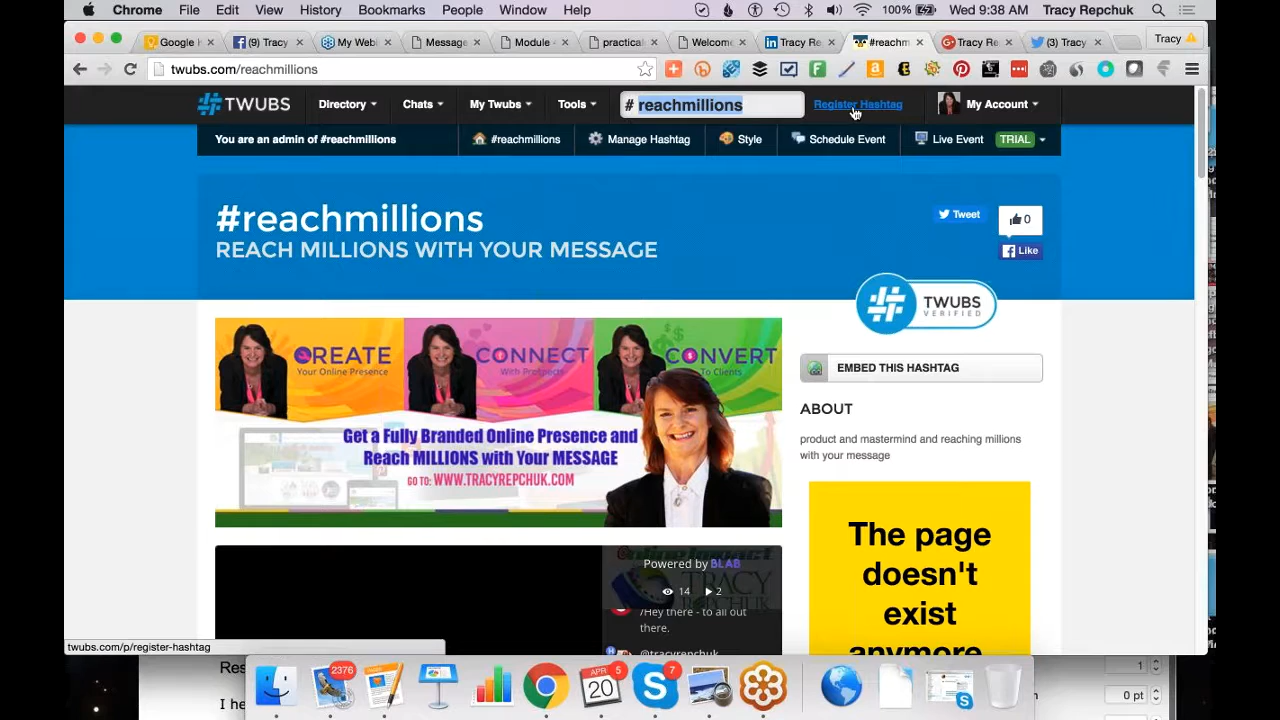 Chrome File Edit View History Bookmarks People Window Help 100% Wed 9:38 AM Tracy Repchuk
Google H (9) Tracy My Web Message Module - practical Welcome Tracy Re #reachm Tracy Re (3) Tracy Tracy
twubs.com/reachmillions
TWUBS Directory Chats My Twubs Tools # reachmillions Register Hashtag My Account
You are an admin of #reachmillions #reachmillions Manage Hashtag Style Schedule Event Live Event TRIAL
#reachmillions
REACH MILLIONS WITH YOUR MESSAGE
Tweet
0
Like
TWUBS
VERIFIED
CREATE
Your Online Presence
CONNECT
With Prospects
CONVERT
To Clients
Get a Fully Branded Online Presence and
Reach MILLIONS with Your MESSAGE
GO TO: WWW.TRACYREPCHUK.COM
EMBED THIS HASHTAG
ABOUT
product and mastermind and reaching millions
with your message
The page
doesn't
exist
anymore
Powered by BLAB
14 2
/Hey there - to all out
there.
@tracyrepchuk
twubs.com/p/register-hashtag
Res
I he
2376
APR
20
5
7
1
0 pt